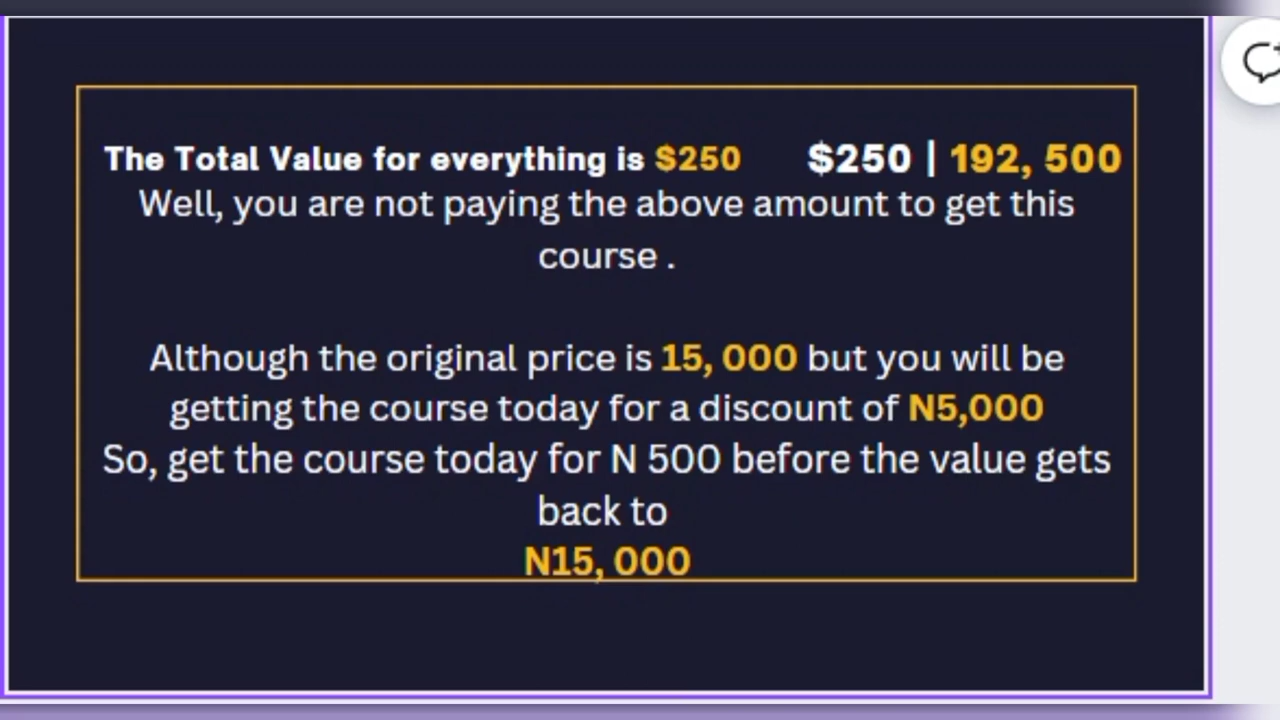 The Total Value for everything is $250 $250 | 192, 500
Well, you are not paying the above amount to get this
course .
Although the original price is 15, 000 but you will be
getting the course today for a discount of N5,000
So, get the course today for N 500 before the value gets
back to
N15, 000